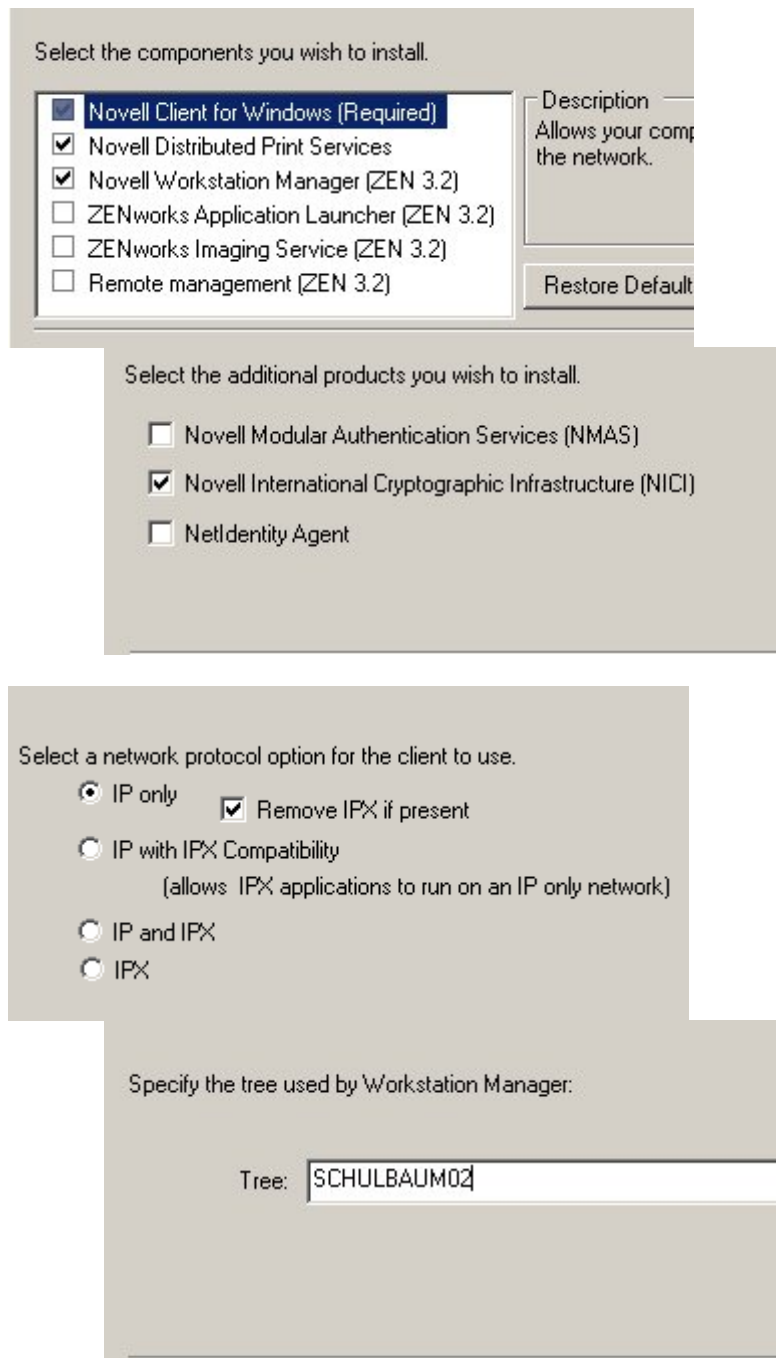 Select the components you wish to install.
Novell Client for Windows (Required)
Novell Distributed Print Services
Novell Workstation Manager (ZEN 3.2)
ZENworks Application Launcher (ZEN 3.2)
ZENworks Imaging Service (ZEN 3.2)
Remote management (ZEN 3.2)
Description
Allows your comp
the network.
Restore Default
Select the additional products you wish to install.
Novell Modular Authentication Services (NMAS)
Novell International Cryptographic Infrastructure (NICI)
NetIdentity Agent
Select a network protocol option for the client to use.
IP only
Remove IPX if present
IP with IPX Compatibility
(allows IPX applications to run on an IP only network)
IP and IPX
IPX
Specify the tree used by Workstation Manager:
Tree: SCHULBAUM02